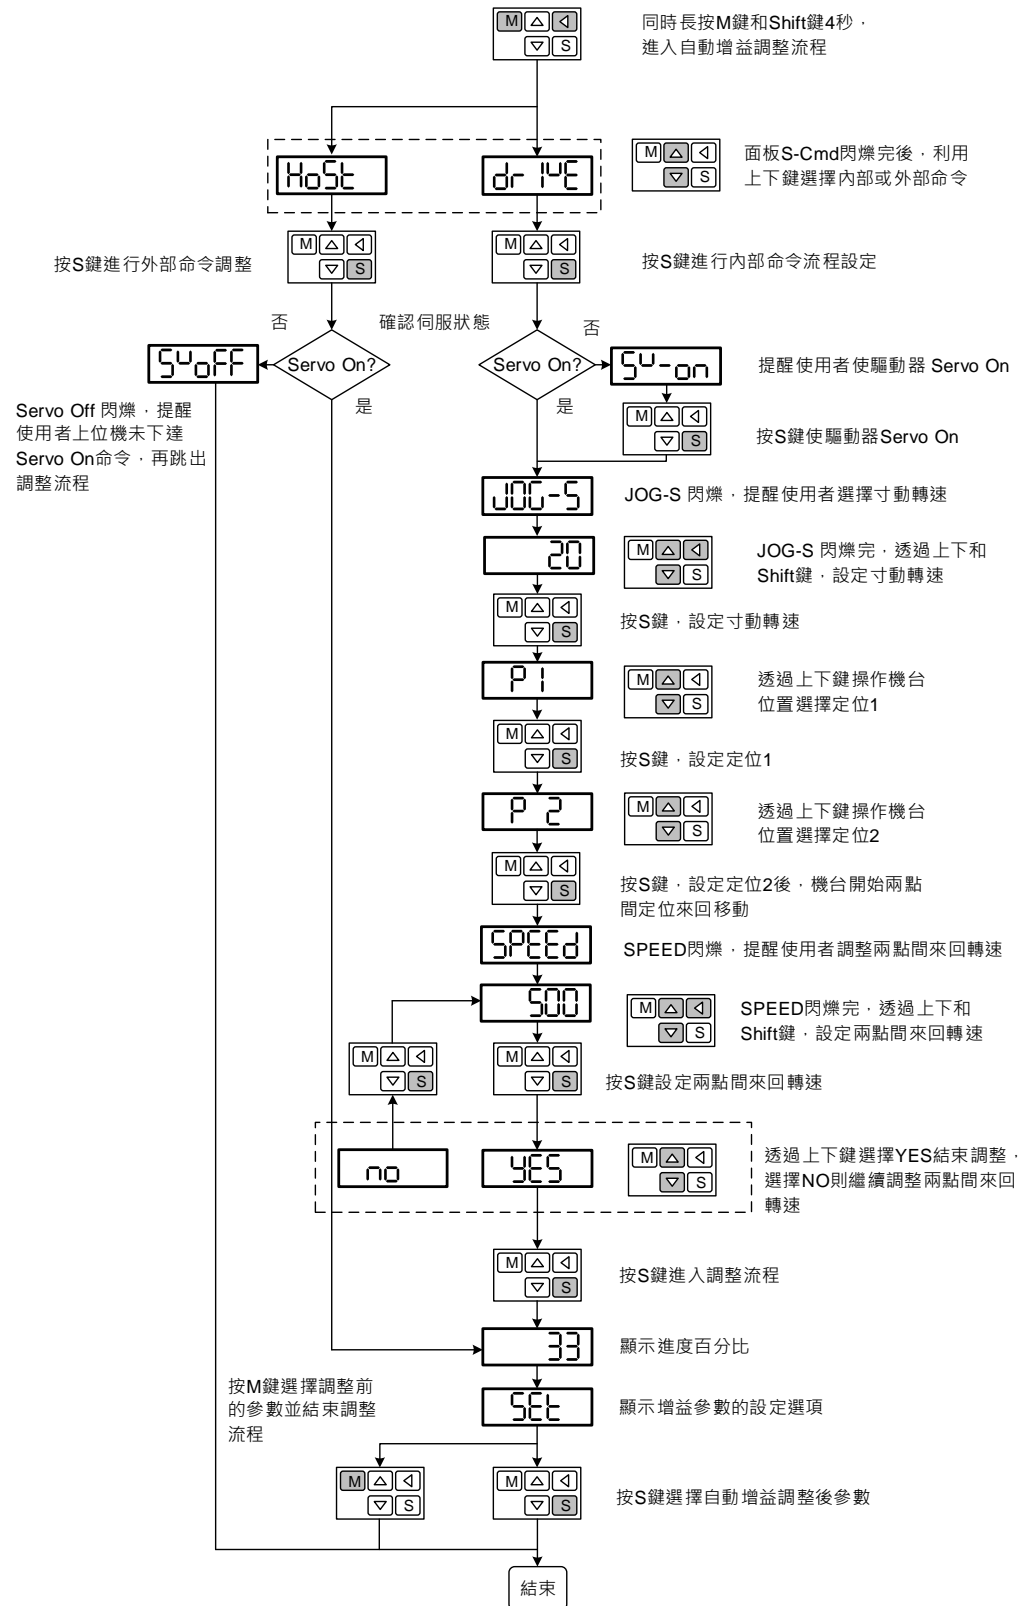 M S
同時長按M鍵和Shift鍵4秒，
進入自動增益調整流程
HoSt
drIvE
M S
面板S-Cmd閃爍完後，利用
上下鍵選擇內部或外部命令
按S鍵進行外部命令調整
M S
M S
按S鍵進行內部命令流程設定
否
確認伺服狀態
否
SvoFF
Servo On?
Servo On?
Sv-on
提醒使用者使驅動器 Servo On
是
是
Servo Off 閃爍，提醒
使用者上位機未下達
Servo On命令，再跳出
調整流程
M S
按S鍵使驅動器Servo On
JOG-S
JOG-S 閃爍，提醒使用者選擇寸動轉速
20
M S
JOG-S 閃爍完，透過上下和
Shift鍵，設定寸動轉速
M S
按S鍵，設定寸動轉速
P1
M S
透過上下鍵操作機台
位置選擇定位1
M S
按S鍵，設定定位1
P 2
M S
透過上下鍵操作機台
位置選擇定位2
M S
按S鍵，設定定位2後，機台開始兩點
間定位來回移動
SPEEd
SPEED閃爍，提醒使用者調整兩點間來回轉速
500
M S
SPEED閃爍完，透過上下和
Shift鍵，設定兩點間來回轉速
M S
M S
按S鍵設定兩點間來回轉速
no
YES
M S
透過上下鍵選擇YES結束調整，
選擇NO則繼續調整兩點間來回
轉速
M S
按S鍵進入調整流程
33
顯示進度百分比
按M鍵選擇調整前
的參數並結束調整
流程
SEt
顯示增益參數的設定選項
M S
M S
按S鍵選擇自動增益調整後參數
結束